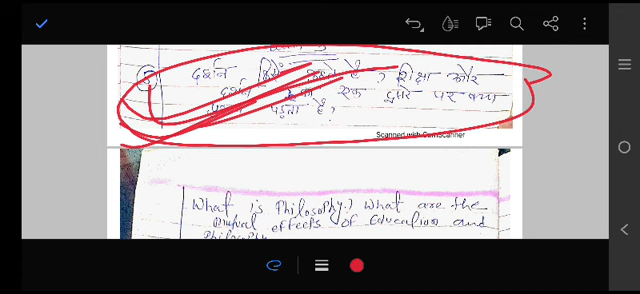 दर्शन किसे कहते हैं, शिक्षा और
दर्शन का एक दूसरे पर क्या
पड़ता है,
Scanned with CamScanner
What is Philosophy? What are the
mutual effects of Education and
Philosophy